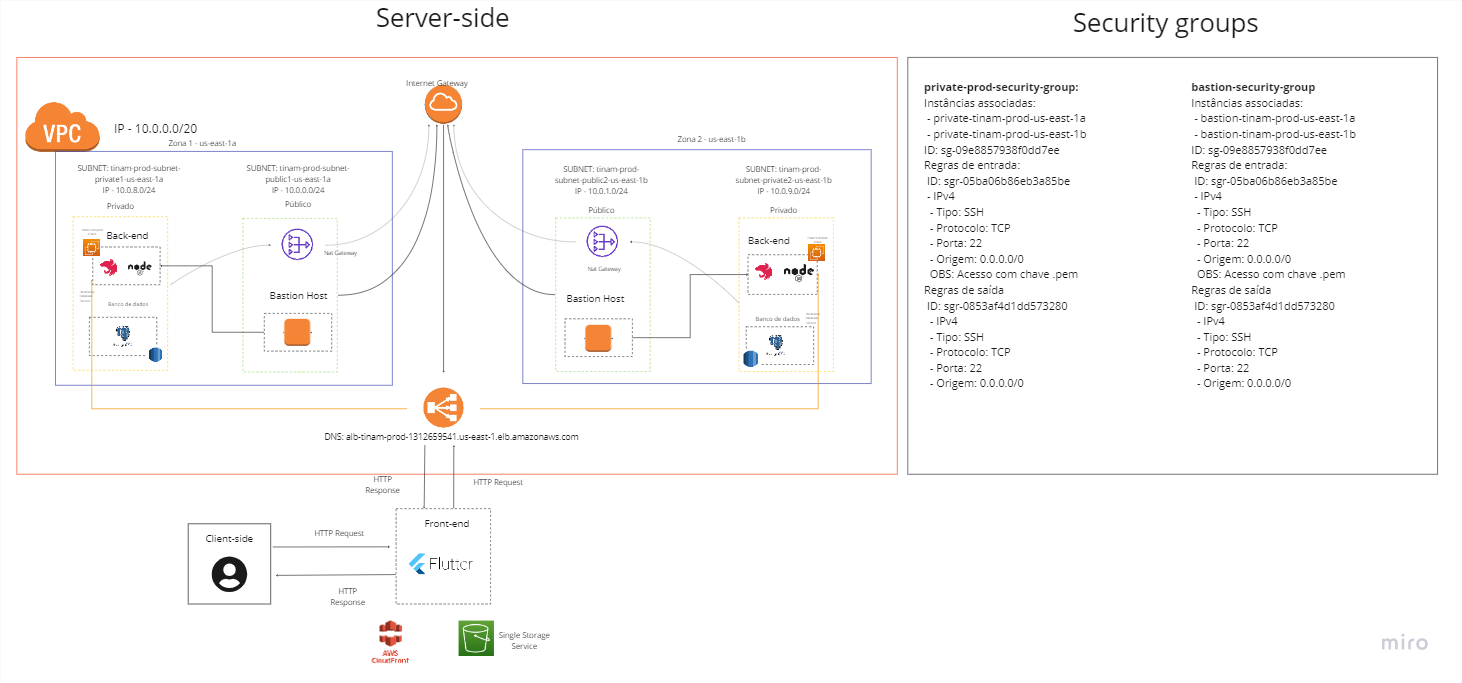 Server-side
Security groups
Internet Gateway
VPC
IP - 10.0.0.0/20
Zona 1 - us-east-1a
SUBNET: tinam-prod-subnet-
private1-us-east-1a
IP - 10.0.8.0/24
Privado
Back-end
node
Banco de dados
SUBNET: tinam-prod-subnet-
public1-us-east-1a
IP - 10.0.0.0/24
Público
Nat Gateway
Bastion Host
Zona 2 - us-east-1b
SUBNET: tinam-prod-
subnet-public2-us-east-1b
IP - 10.0.1.0/24
Público
Nat Gateway
Bastion Host
SUBNET: tinam-prod-
subnet-private2-us-east-1b
IP - 10.0.9.0/24
Privado
Back-end
node
Banco de dados
DNS: alb-tinam-prod-1312659541.us-east-1.elb.amazonaws.com
HTTP
Response
HTTP Request
Client-side
HTTP Request
HTTP
Response
Front-end
Flutter
AWS
CloudFront
Single Storage
Service
private-prod-security-group:
Instâncias associadas:
- private-tinam-prod-us-east-1a
- private-tinam-prod-us-east-1b
ID: sg-09e8857938f0dd7ee
Regras de entrada:
ID: sgr-05ba06b86eb3a85be
- IPv4
- Tipo: SSH
- Protocolo: TCP
- Porta: 22
- Origem: 0.0.0.0/0
OBS: Acesso com chave .pem
Regras de saída
ID: sgr-0853af4d1dd573280
- IPv4
- Tipo: SSH
- Protocolo: TCP
- Porta: 22
- Origem: 0.0.0.0/0
bastion-security-group
Instâncias associadas:
- bastion-tinam-prod-us-east-1a
- bastion-tinam-prod-us-east-1b
ID: sg-09e8857938f0dd7ee
Regras de entrada:
ID: sgr-05ba06b86eb3a85be
- IPv4
- Tipo: SSH
- Protocolo: TCP
- Porta: 22
- Origem: 0.0.0.0/0
OBS: Acesso com chave .pem
Regras de saída
ID: sgr-0853af4d1dd573280
- IPv4
- Tipo: SSH
- Protocolo: TCP
- Porta: 22
- Origem: 0.0.0.0/0
miro